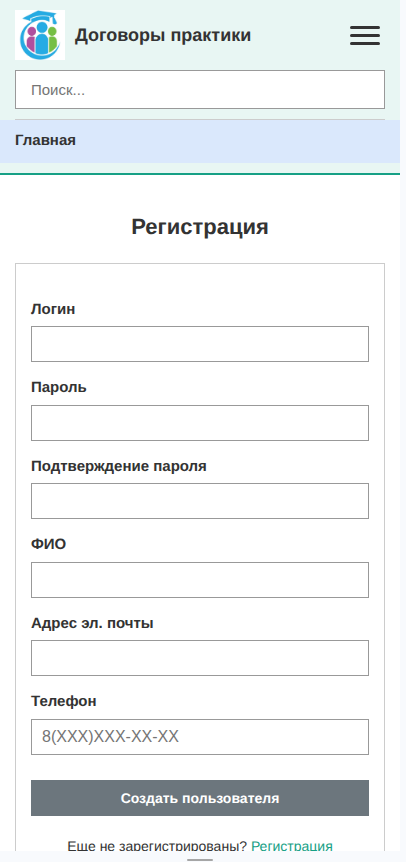 Договоры практики
Поиск...
Главная
Регистрация
Логин
Пароль
Подтверждение пароля
ФИО
Адрес эл. почты
Телефон
8(XXX)XXX-XX-XX
Создать пользователя
Еще не зарегистрированы? Регистрация